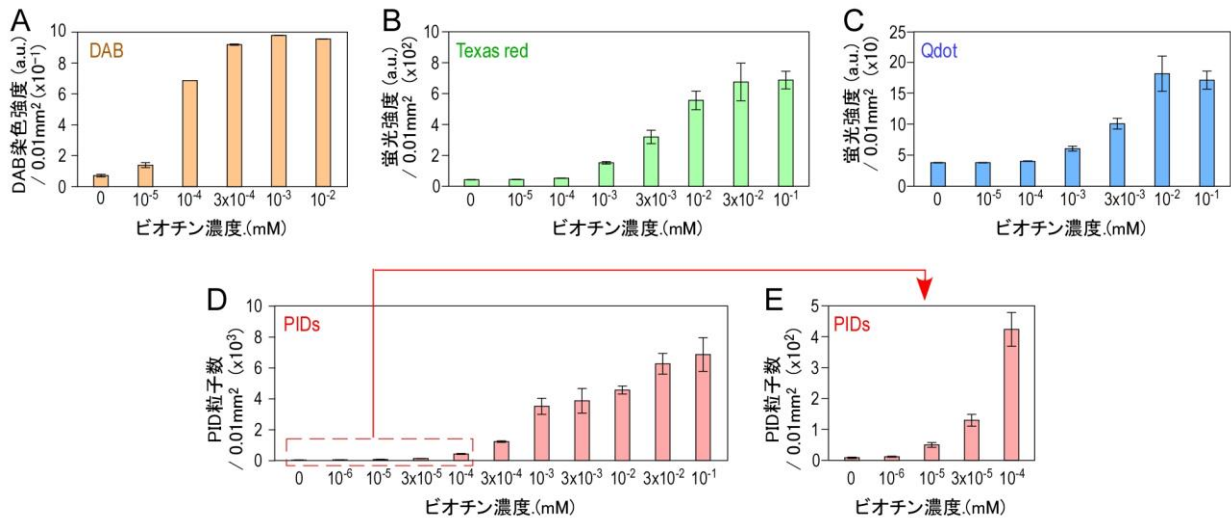 A
DAB
DAB染色強度 (a.u.)
/ 0.01mm² (x10⁻¹)
10
8
6
4
2
0
0 10⁻⁵ 10⁻⁴ 3x10⁻⁴ 10⁻³ 10⁻²
ビオチン濃度.(mM)
B
Texas red
蛍光強度 (a.u.)
/ 0.01mm² (x10²)
10
8
6
4
2
0
0 10⁻⁵ 10⁻⁴ 10⁻³ 3x10⁻³ 10⁻² 3x10⁻² 10⁻¹
ビオチン濃度.(mM)
C
Qdot
蛍光強度 (a.u.)
/ 0.01mm² (x10)
25
20
15
10
5
0
0 10⁻⁵ 10⁻⁴ 10⁻³ 3x10⁻³ 10⁻² 10⁻¹
ビオチン濃度.(mM)
D
PIDs
PID粒子数
/ 0.01mm² (x10³)
10
8
6
4
2
0
0 10⁻⁶ 10⁻⁵ 3x10⁻⁵ 10⁻⁴ 3x10⁻⁴ 10⁻³ 3x10⁻³ 10⁻² 3x10⁻² 10⁻¹
ビオチン濃度.(mM)
E
PIDs
PID粒子数
/ 0.01mm² (x10²)
5
4
3
2
1
0
0 10⁻⁶ 10⁻⁵ 3x10⁻⁵ 10⁻⁴
ビオチン濃度.(mM)